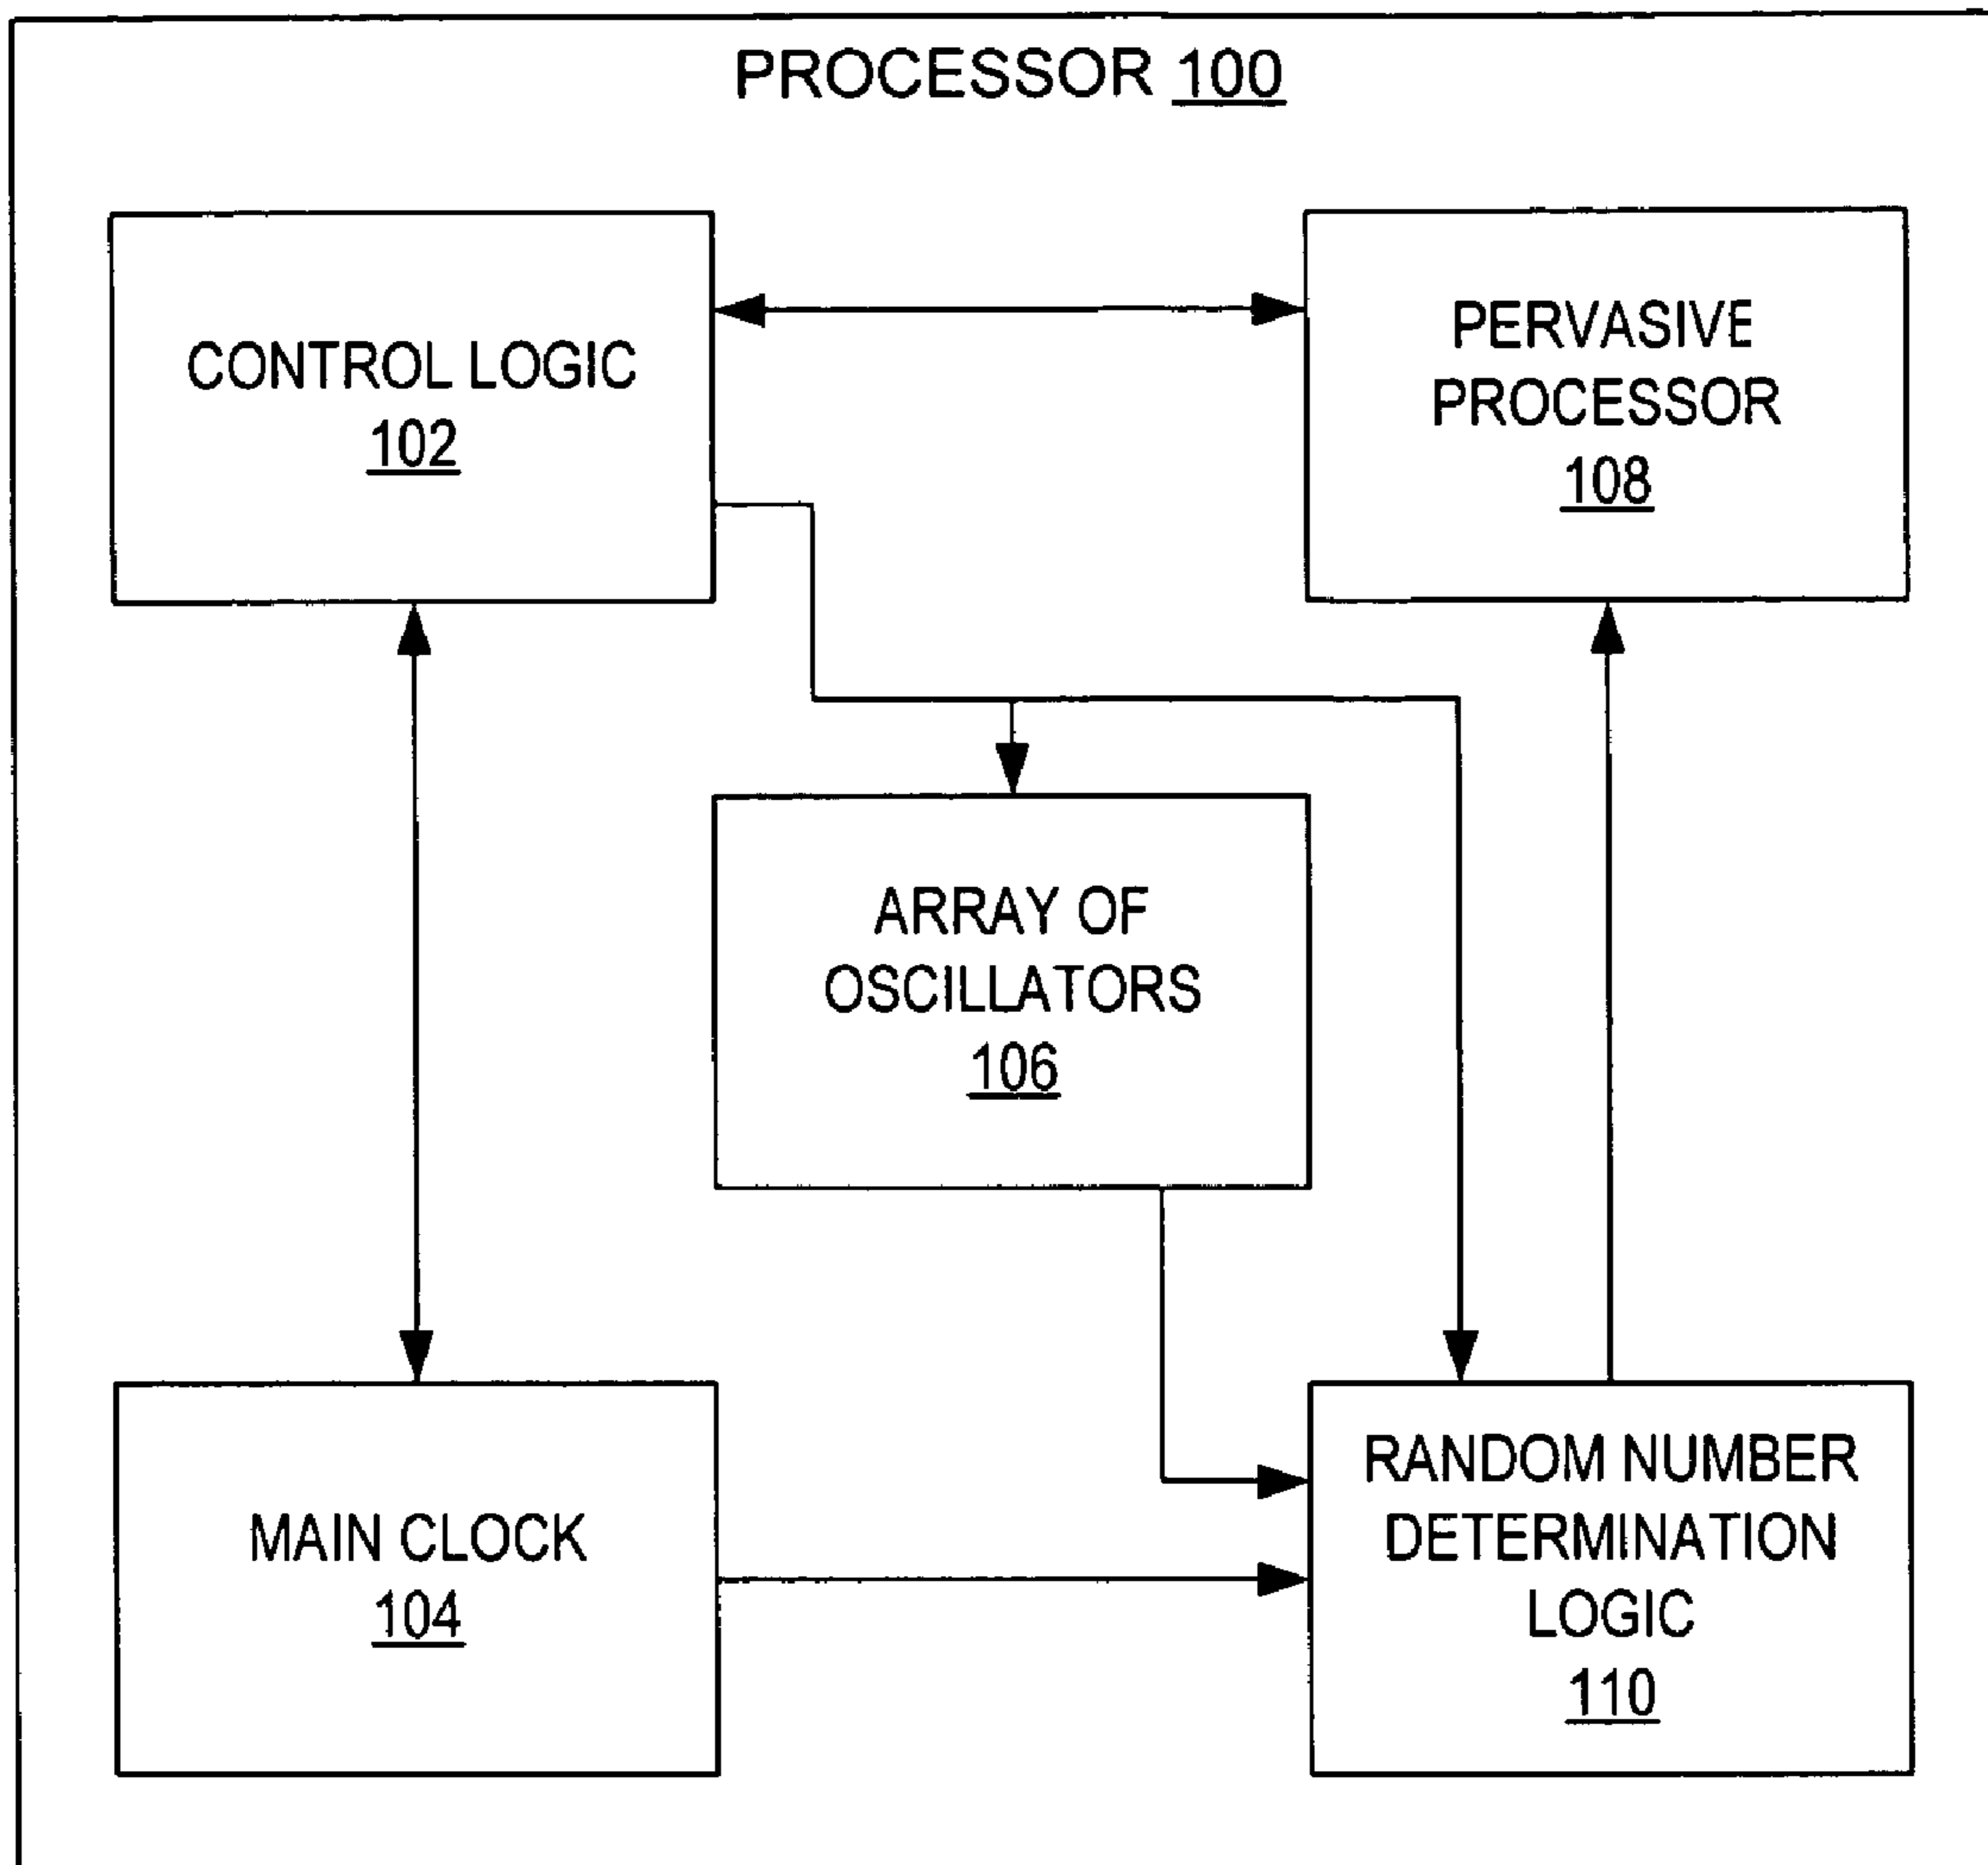 PROCESSOR 100
CONTROL LOGIC
102
PERVASIVE
PROCESSOR
108
ARRAY OF
OSCILLATORS
106
MAIN CLOCK
104
RANDOM NUMBER
DETERMINATION
LOGIC
110